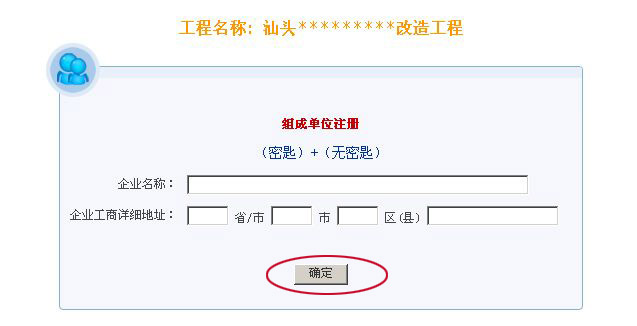 工程名称：汕头*********改造工程
组成单位注册
（密匙）+（无密匙）
企业名称：
企业工商详细地址： 省/市 市 区(县)
确定